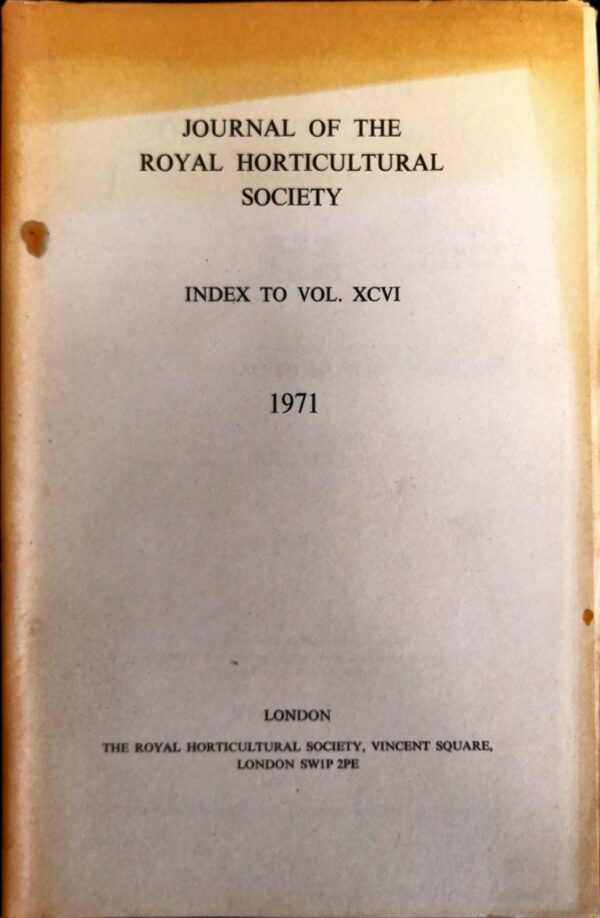 JOURNAL OF THE
ROYAL HORTICULTURAL
SOCIETY
INDEX TO VOL. XCVI
1971
LONDON
THE ROYAL HORTICULTURAL SOCIETY, VINCENT SQUARE,
LONDON SW1P 2PE